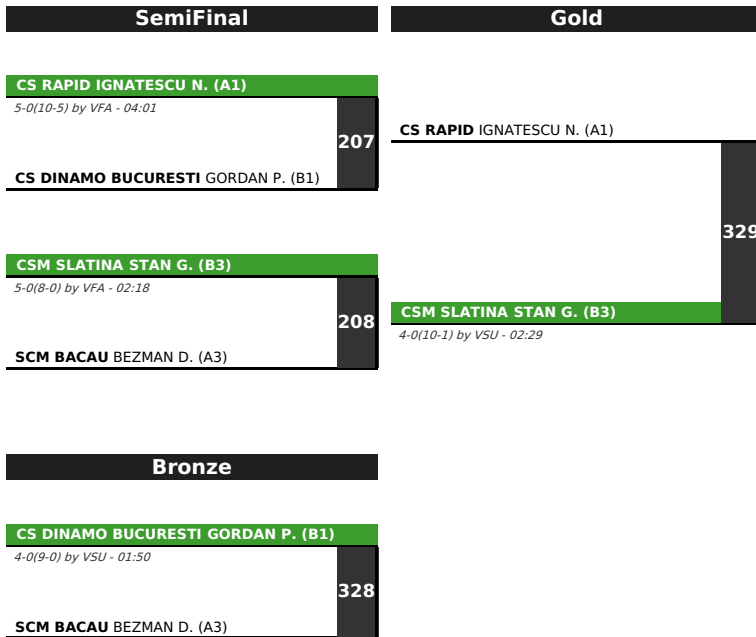 SemiFinal
CS RAPID IGNATESCU N. (A1)
5-0(10-5) by VFA - 04:01
207
CS DINAMO BUCURESTI GORDAN P. (B1)
CSM SLATINA STAN G. (B3)
5-0(8-0) by VFA - 02:18
208
SCM BACAU BEZMAN D. (A3)
Gold
CS RAPID IGNATESCU N. (A1)
329
CSM SLATINA STAN G. (B3)
4-0(10-1) by VSU - 02:29
Bronze
CS DINAMO BUCURESTI GORDAN P. (B1)
4-0(9-0) by VSU - 01:50
328
SCM BACAU BEZMAN D. (A3)